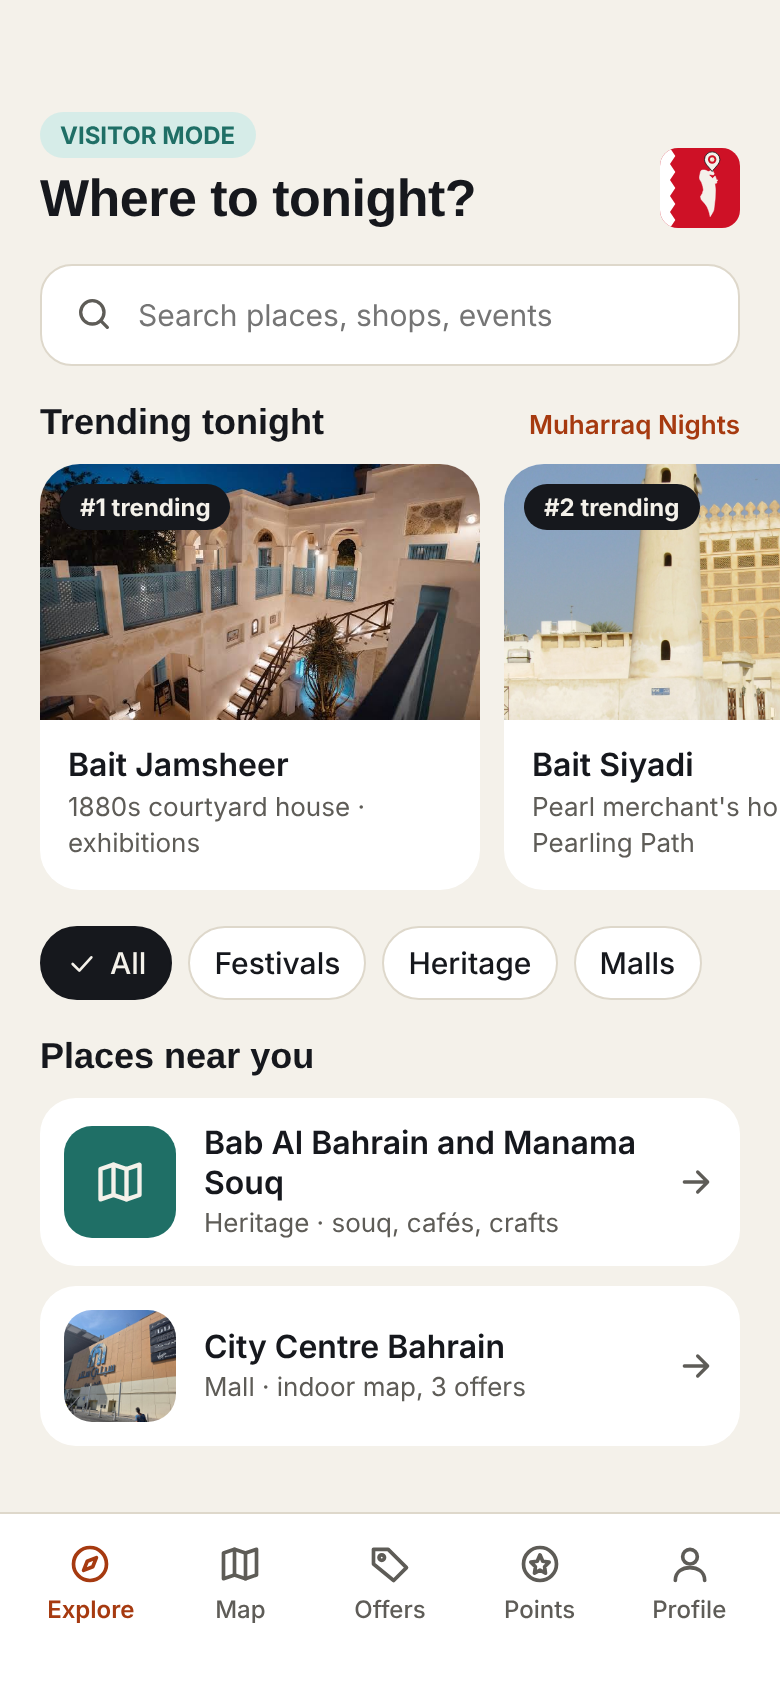 VISITOR MODE
Where to tonight?
Search places, shops, events
Trending tonight
Muharraq Nights
#1 trending
#2 trending
Bait Jamsheer
1880s courtyard house ·
exhibitions
Bait Siyadi
Pearl merchant's ho
Pearling Path
All
Festivals
Heritage
Malls
Places near you
Bab Al Bahrain and Manama
Souq
Heritage · souq, cafés, crafts
City Centre Bahrain
Mall · indoor map, 3 offers
Explore
Map
Offers
Points
Profile